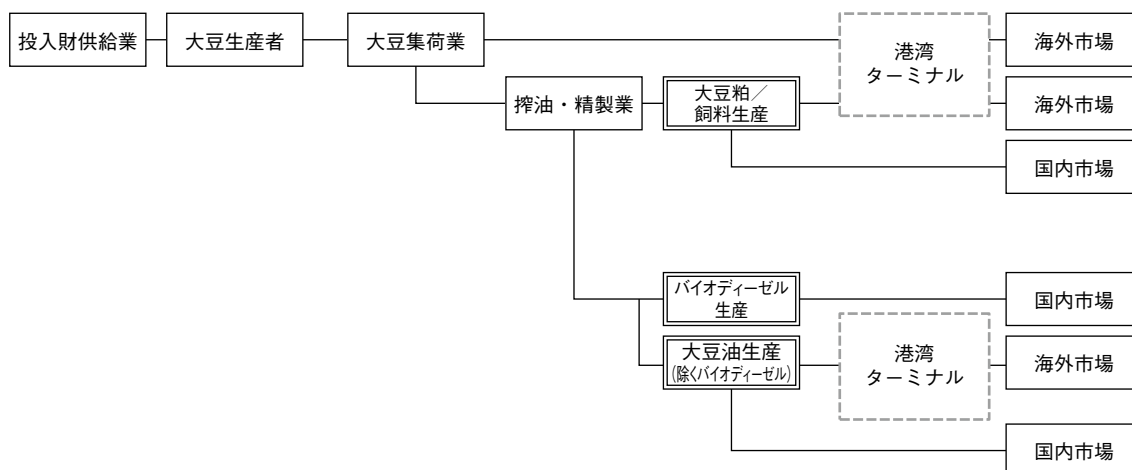 投入財供給業
大豆生産者
大豆集荷業
港湾
ターミナル
海外市場
搾油・精製業
大豆粕／
飼料生産
海外市場
国内市場
バイオディーゼル
生産
国内市場
大豆油生産
（除くバイオディーゼル）
港湾
ターミナル
海外市場
国内市場